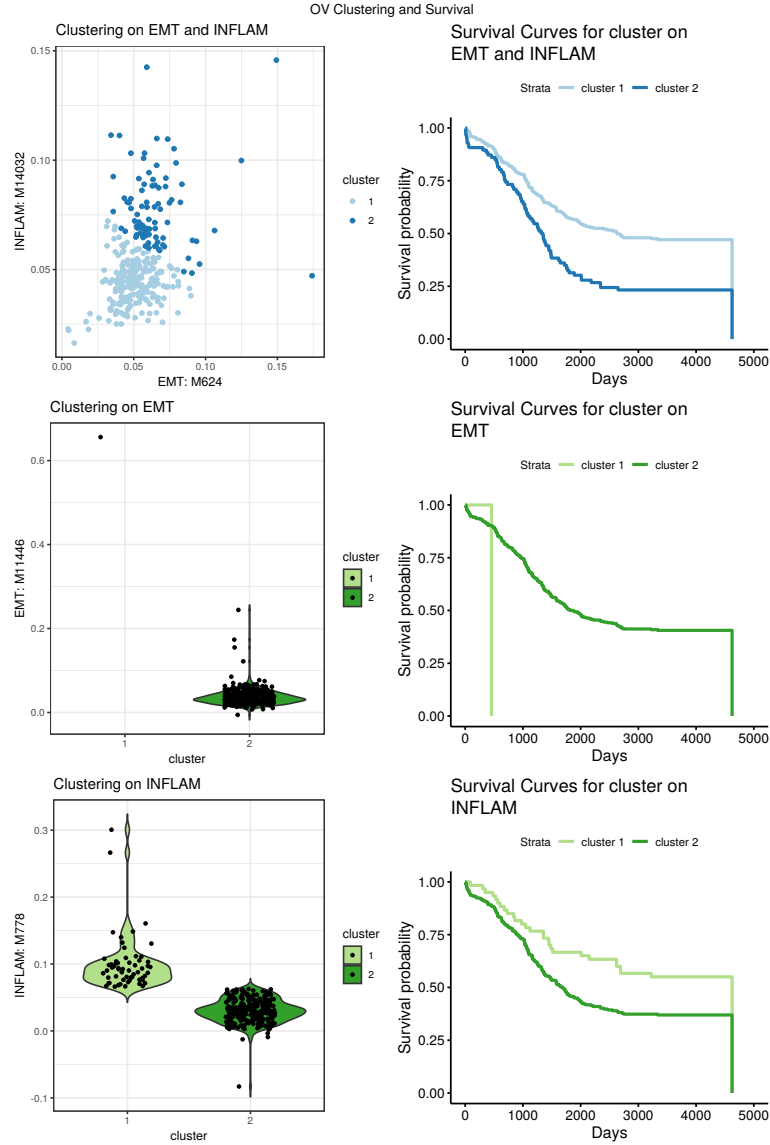 OV Clustering and Survival
Clustering on EMT and INFLAM
0.15
0.10
0.05
0.00 0.05 0.10 0.15
INFLAM: M14032
EMT: M624
cluster
1
2
Survival Curves for cluster on
EMT and INFLAM
Strata cluster 1 cluster 2
1.00
0.75
0.50
0.25
0.00
0 1000 2000 3000 4000 5000
Survival probability
Days
Clustering on EMT
0.6
0.4
0.2
0.0
1 2
EMT: M11446
cluster
cluster
1
2
Survival Curves for cluster on
EMT
Strata cluster 1 cluster 2
1.00
0.75
0.50
0.25
0.00
0 1000 2000 3000 4000 5000
Survival probability
Days
Clustering on INFLAM
0.3
0.2
0.1
0.0
-0.1
1 2
INFLAM: M778
cluster
cluster
1
2
Survival Curves for cluster on
INFLAM
Strata cluster 1 cluster 2
1.00
0.75
0.50
0.25
0.00
0 1000 2000 3000 4000 5000
Survival probability
Days